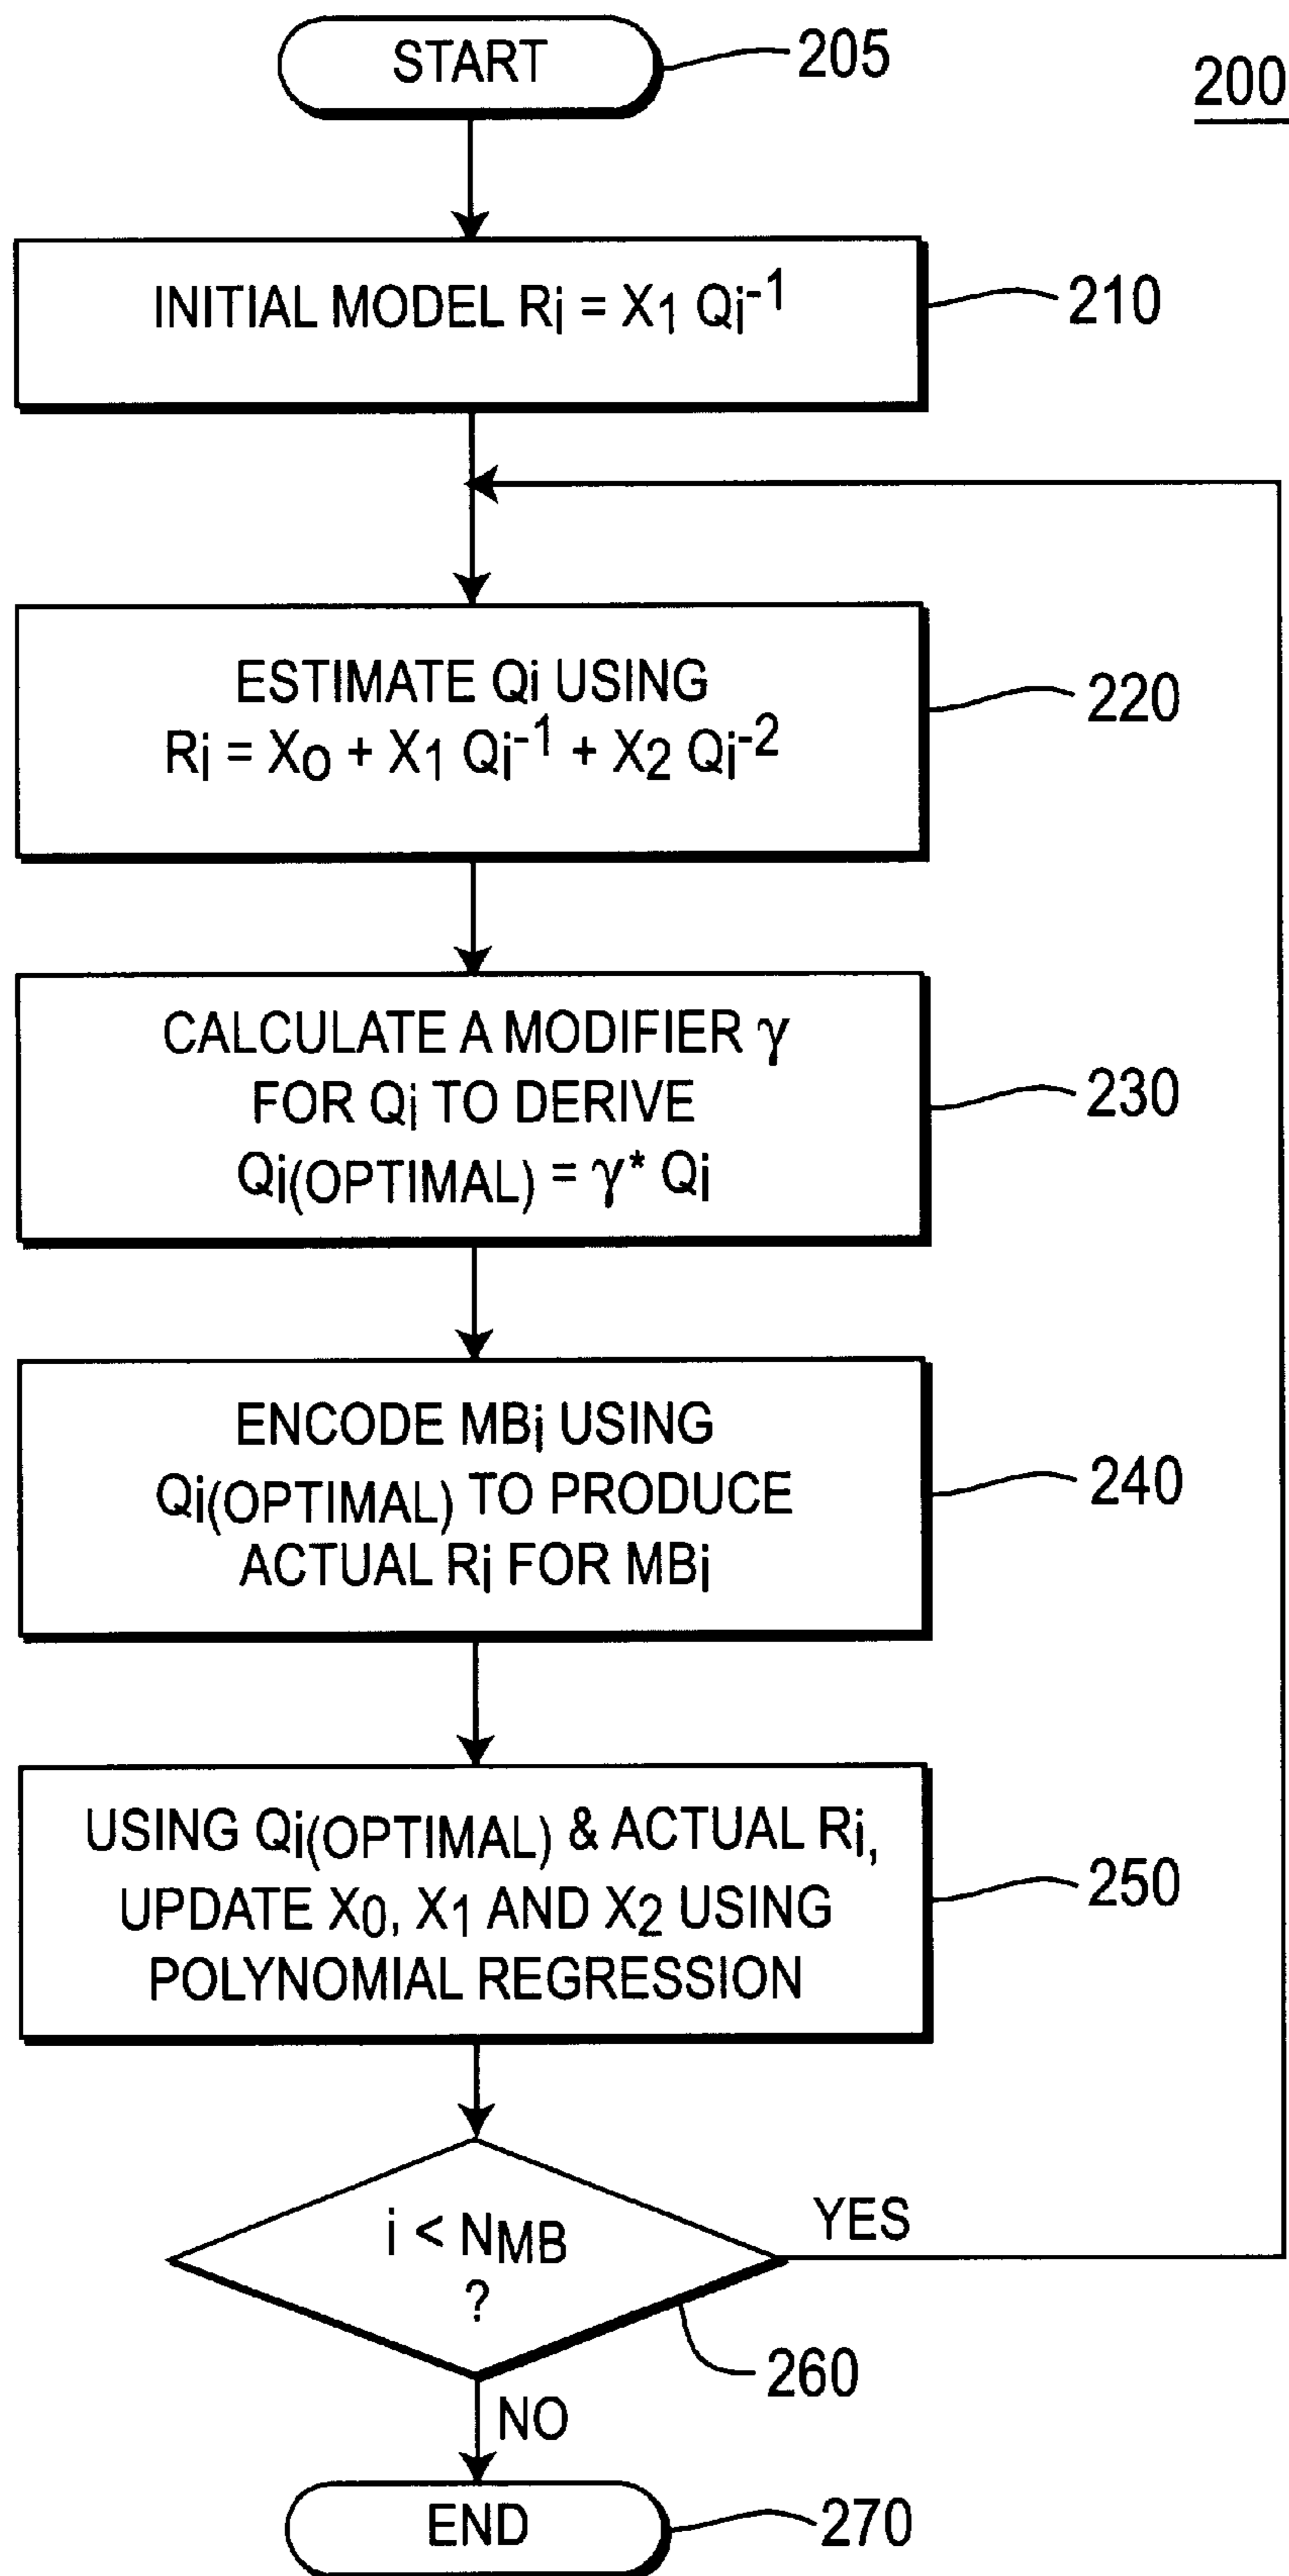 START
205
200
INITIAL MODEL Ri = X1 Qi-1
210
ESTIMATE Qi USING
Ri = X0 + X1 Qi-1 + X2 Qi-2
220
CALCULATE A MODIFIER γ
FOR Qi TO DERIVE
Qi(OPTIMAL) = γ* Qi
230
ENCODE MBi USING
Qi(OPTIMAL) TO PRODUCE
ACTUAL Ri FOR MBi
240
USING Qi(OPTIMAL) & ACTUAL Ri,
UPDATE X0, X1 AND X2 USING
POLYNOMIAL REGRESSION
250
i < NMB
?
YES
260
NO
END
270